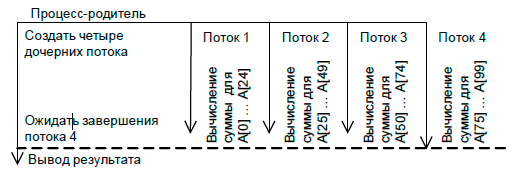 Процесс-родитель
Создать четыре
дочерних потока
Поток 1
Поток 2
Поток 3
Поток 4
Вычисление
суммы для
A[0] ... A[24]
Вычисление
суммы для
A[25] ... A[49]
Вычисление
суммы для
A[50] ... A[74]
Вычисление
суммы для
A[75] ... A[99]
Ожидать завершения
потока 4
Вывод результата